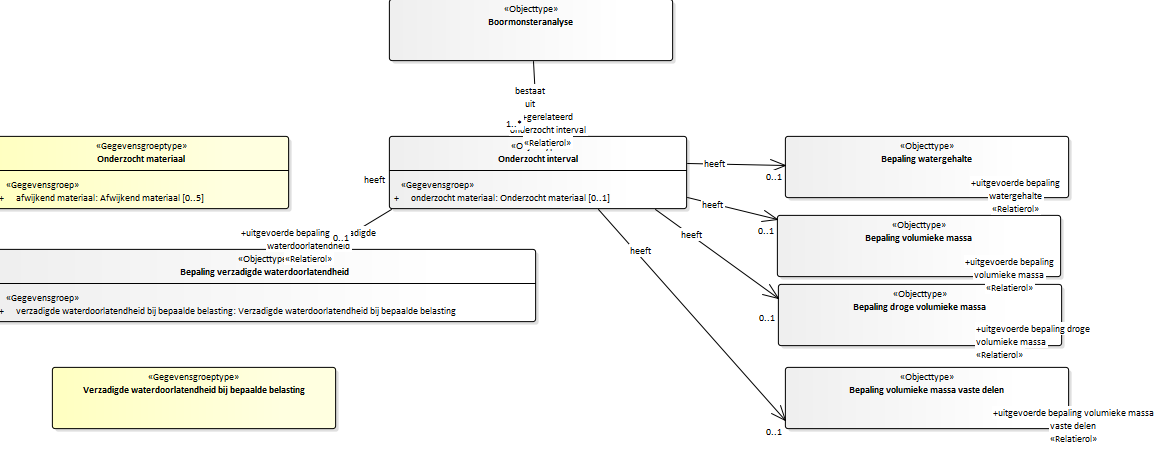 «Objecttype»
Boormonsteranalyse
bestaat
uit
gerelateerd
1..*
onderzocht interval
«Relatierol»
«Gegevensgroeptype»
Onderzocht materiaal
«Gegevensgroep»
+ afwijkend materiaal: Afwijkend materiaal [0..5]
Onderzocht interval
«Gegevensgroep»
+ onderzocht materiaal: Onderzocht materiaal [0..1]
heeft
0..1
«Objecttype»
Bepaling watergehalte
+uitgevoerde bepaling
watergehalte
«Relatierol»
heeft
0..1
«Objecttype»
Bepaling volumieke massa
+uitgevoerde bepaling
volumieke massa
«Relatierol»
heeft
0..1
«Objecttype»
Bepaling droge volumieke massa
+uitgevoerde bepaling droge
volumieke massa
«Relatierol»
heeft
0..1
«Objecttype»
Bepaling volumieke massa vaste delen
+uitgevoerde bepaling volumieke massa
vaste delen
«Relatierol»
heeft
+uitgevoerde bepaling
0..1
waterdoorlatendheid
«Relatierol»
Bepaling verzadigde waterdoorlatendheid
«Gegevensgroep»
+ verzadigde waterdoorlatendheid bij bepaalde belasting: Verzadigde waterdoorlatendheid bij bepaalde belasting
«Gegevensgroeptype»
Verzadigde waterdoorlatendheid bij bepaalde belasting